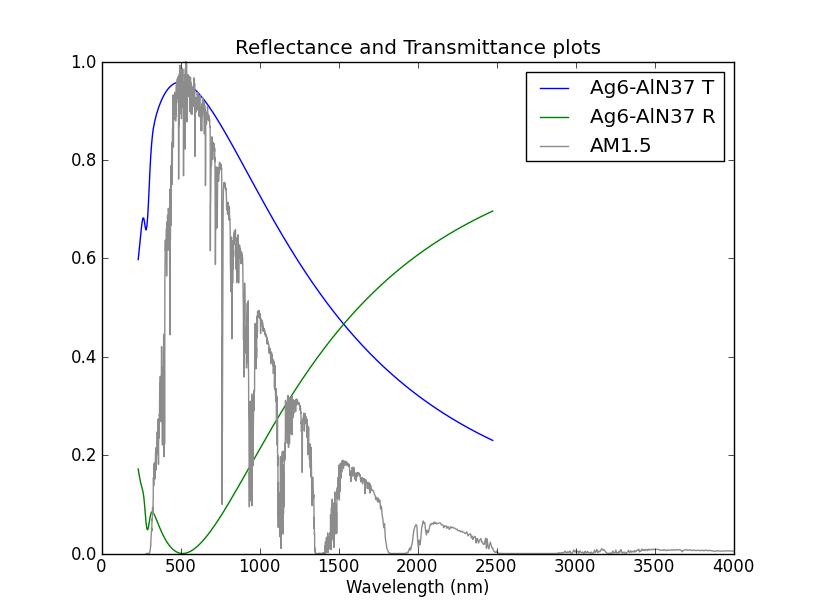 Reflectance and Transmittance plots
Ag6-AlN37 T
Ag6-AlN37 R
AM1.5
1.0
0.8
0.6
0.4
0.2
0.0
0 500 1000 1500 2000 2500 3000 3500 4000
Wavelength (nm)